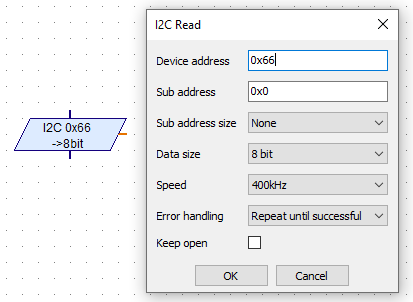 I2C Read
Device address 0x66
Sub address 0x0
Sub address size None
Data size 8 bit
Speed 400kHz
Error handling Repeat until successful
Keep open
OK Cancel
I2C 0x66
->8bit